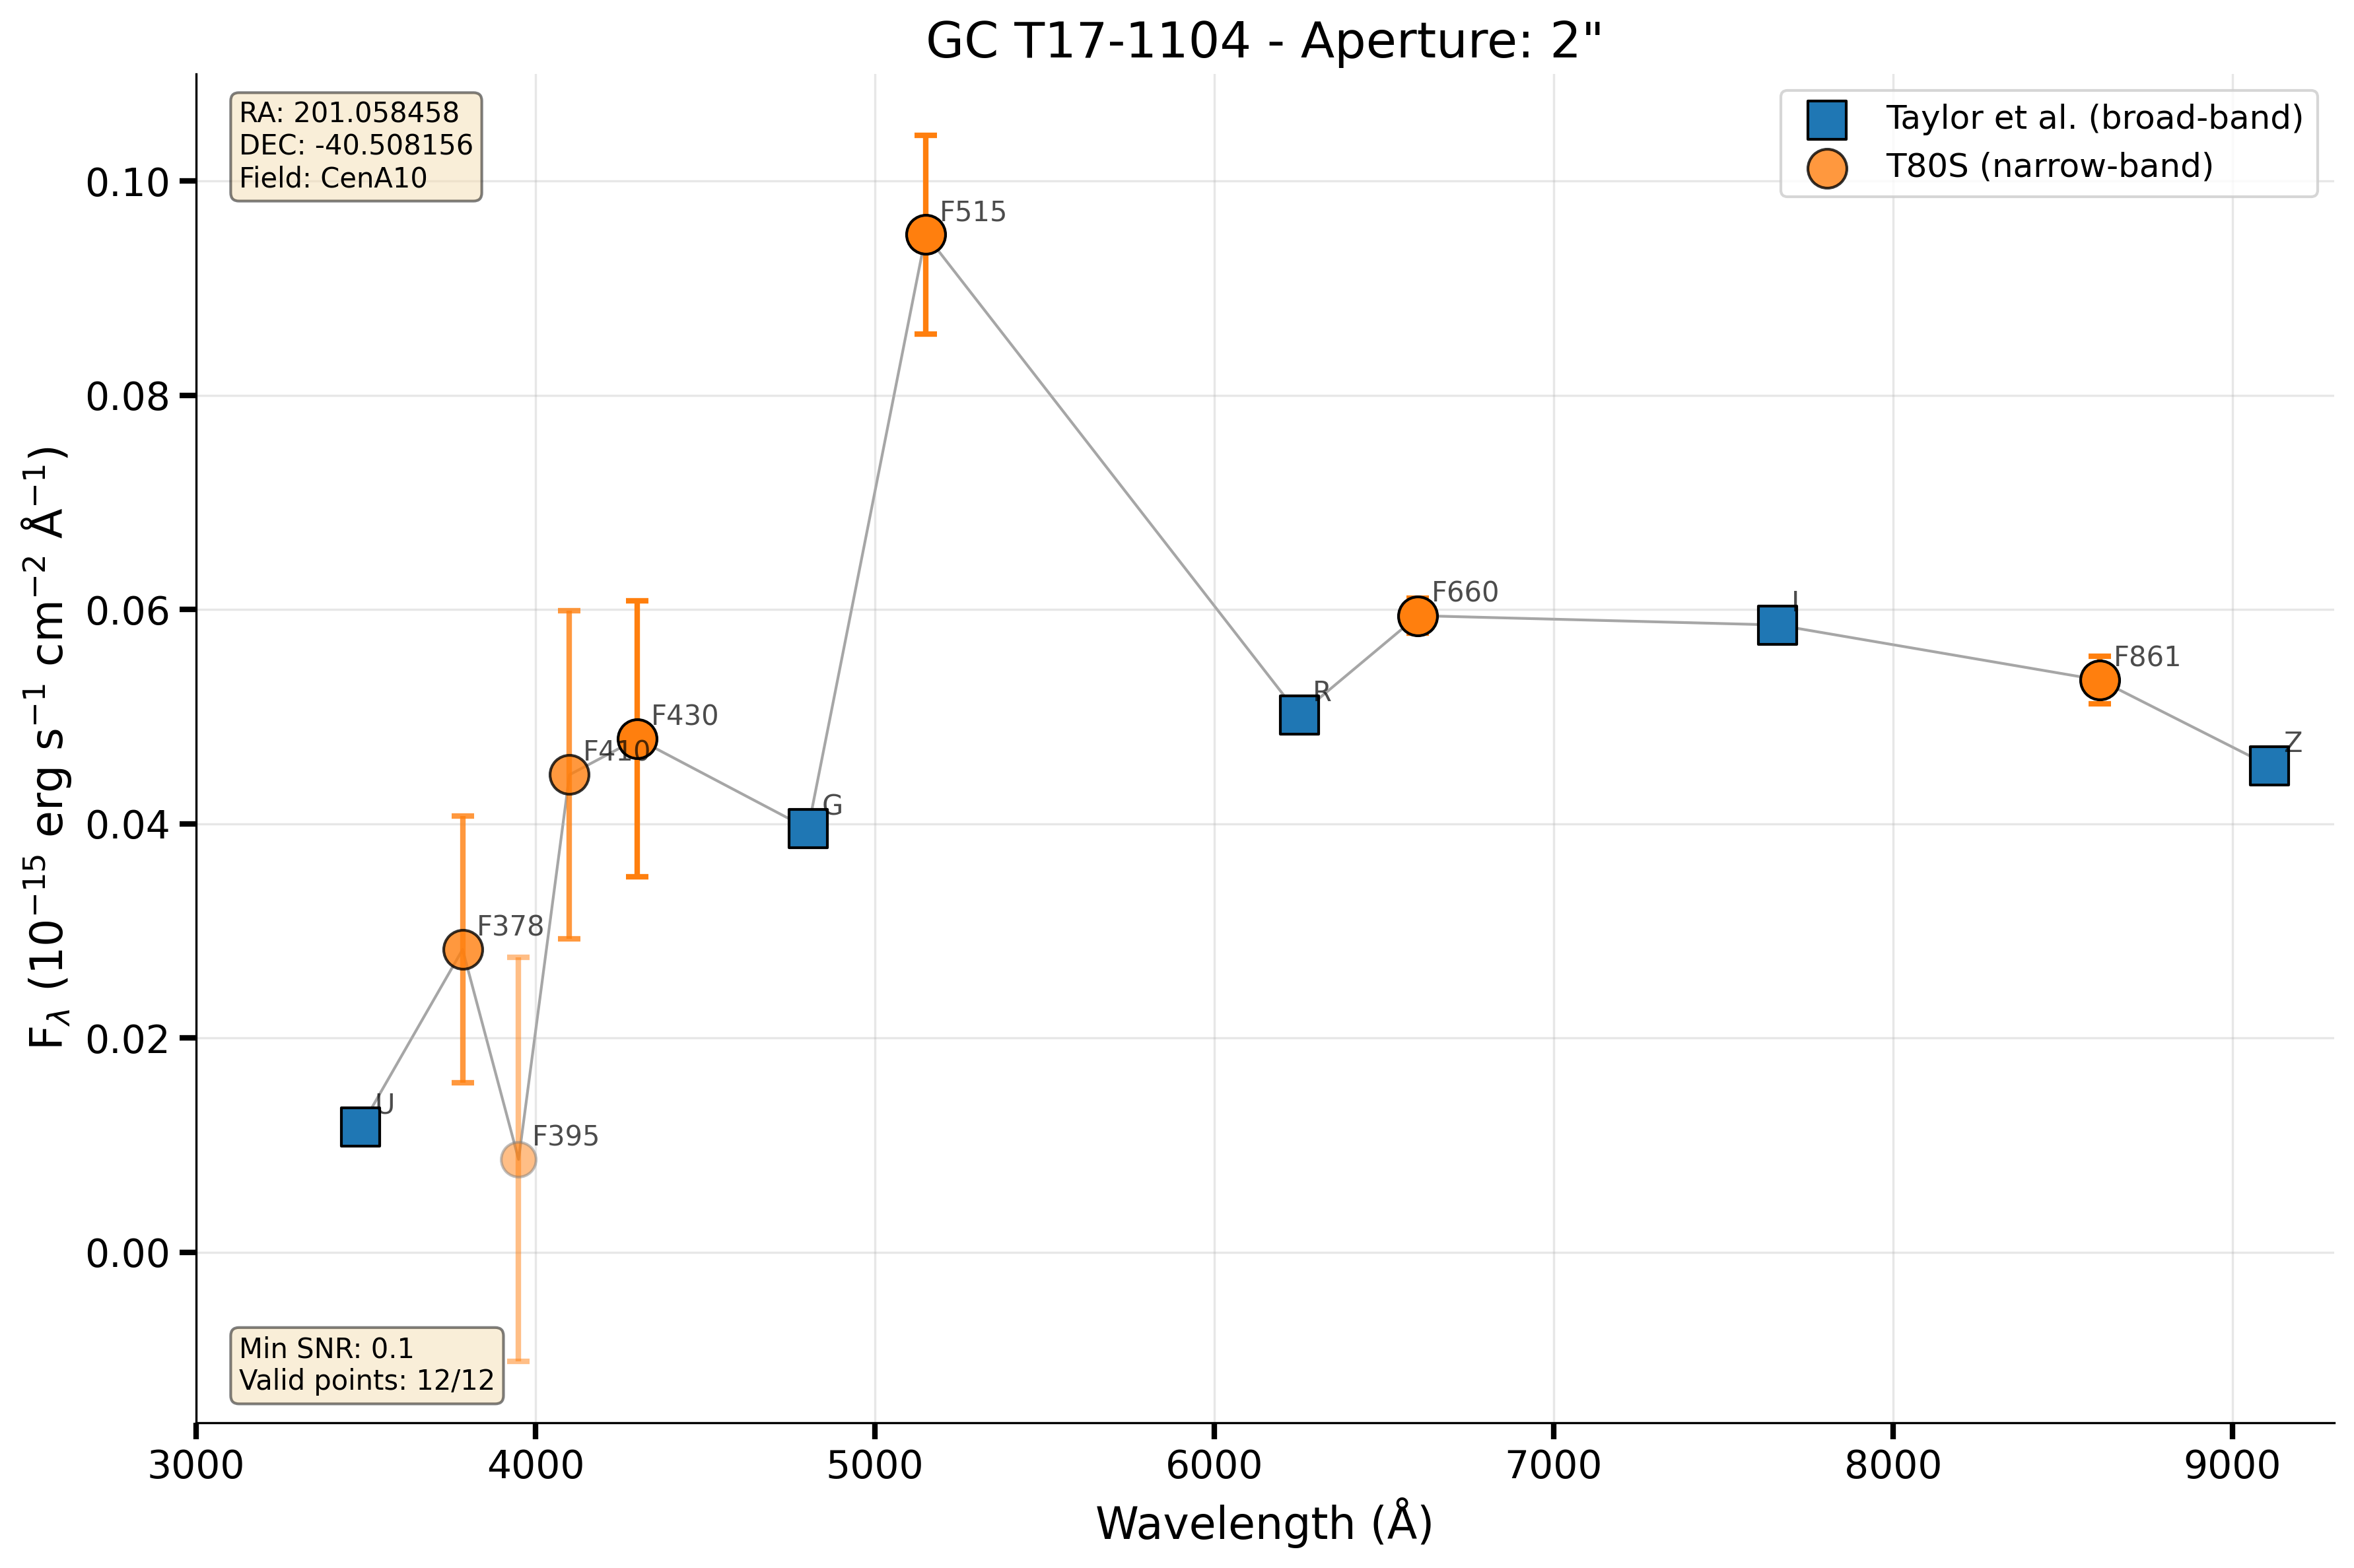 GC T17-1104 - Aperture: 2"
RA: 201.058458
DEC: -40.508156
Field: CenA10
Taylor et al. (broad-band)
T80S (narrow-band)
F515
F660
I
R
F861
Z
F430
F410
G
F378
U
F395
Min SNR: 0.1
Valid points: 12/12
0.10
0.08
0.06
0.04
0.02
0.00
F$_{λ}$ (10$^{−15}$ erg s$^{−1}$ cm$^{−2}$ Å$^{−1}$)
3000 4000 5000 6000 7000 8000 9000
Wavelength (Å)